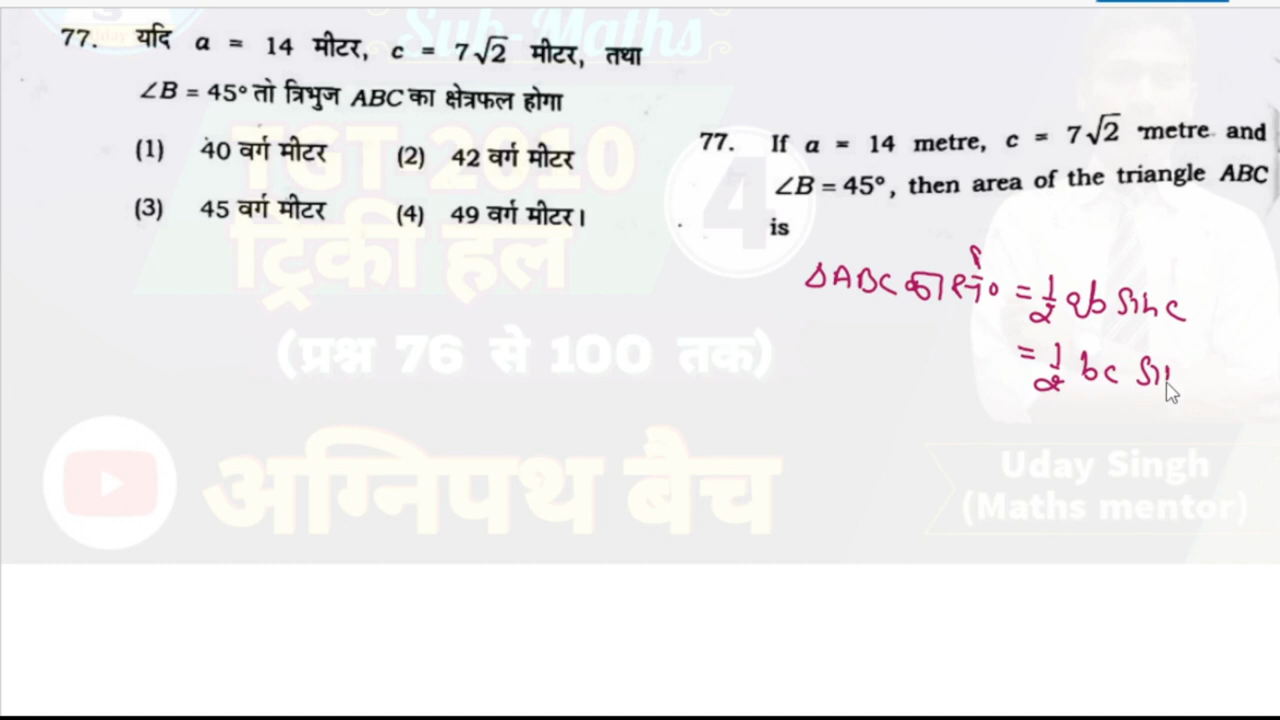 Sub-Maths
77. यदि a = 14 मीटर, c = 7√2 मीटर, तथा
∠B = 45° तो त्रिभुज ABC का क्षेत्रफल होगा
(1) 40 वर्ग मीटर (2) 42 वर्ग मीटर
(3) 45 वर्ग मीटर (4) 49 वर्ग मीटर।
77. If a = 14 metre, c = 7√2 metre and
∠B = 45°, then area of the triangle ABC
is
TGT-2010
4
ट्रिकी हल
(प्रश्न 76 से 100 तक)
ΔABC का = 1/2 ab Sin C
= 1/2 bc
अग्निपथ बैच
Uday Singh
(Maths mentor)